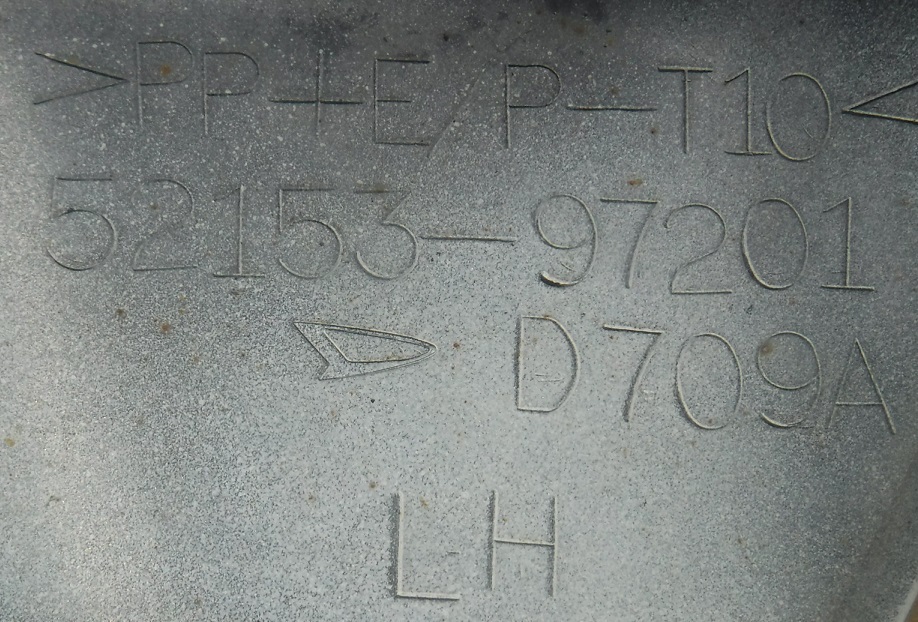 >PP+E/P-T10<
52153-97201
D709A
LH